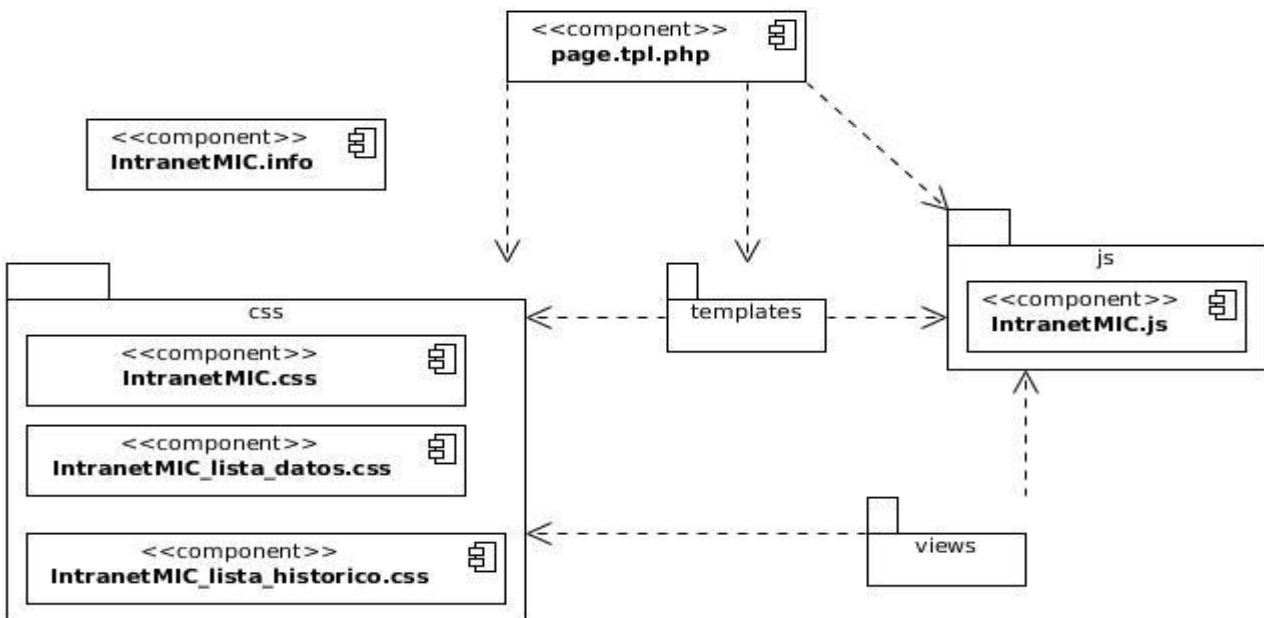 <<component>>
page.tpl.php
<<component>>
IntranetMIC.info
js
<<component>>
IntranetMIC.js
css
templates
<<component>>
IntranetMIC.css
<<component>>
IntranetMIC_lista_datos.css
<<component>>
IntranetMIC_lista_historico.css
views